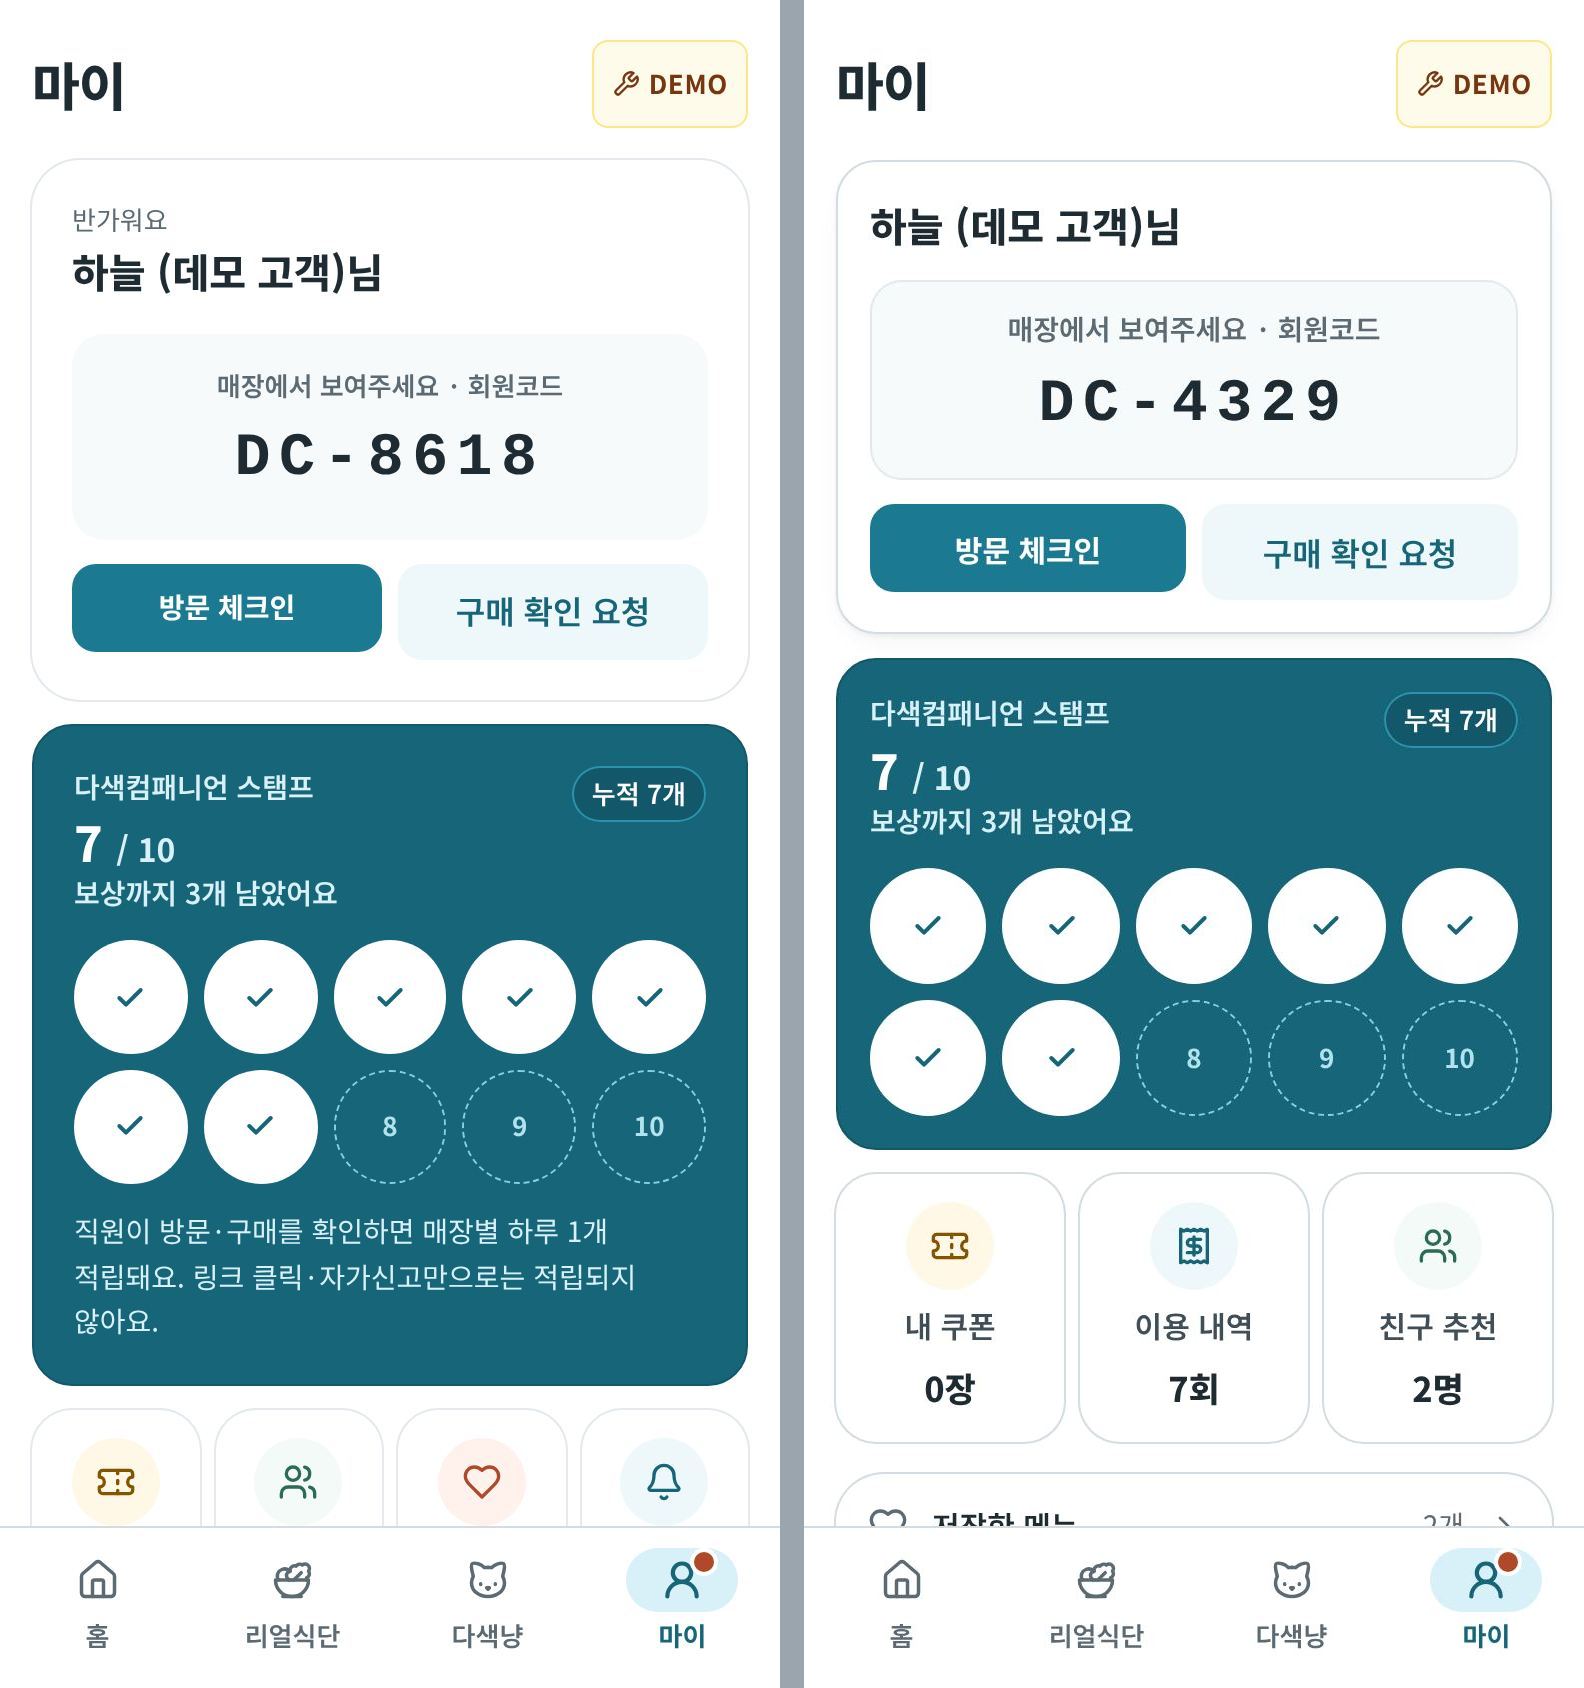 마이
DEMO
반가워요
하늘 (데모 고객)님
매장에서 보여주세요 · 회원코드
DC-8618
방문 체크인
구매 확인 요청
다색컴패니언 스탬프
누적 7개
7 / 10
보상까지 3개 남았어요
8
9
10
직원이 방문·구매를 확인하면 매장별 하루 1개
적립돼요. 링크 클릭·자가신고만으로는 적립되지
않아요.
홈
리얼식단
다색냥
마이
마이
DEMO
하늘 (데모 고객)님
매장에서 보여주세요 · 회원코드
DC-4329
방문 체크인
구매 확인 요청
다색컴패니언 스탬프
누적 7개
7 / 10
보상까지 3개 남았어요
8
9
10
내 쿠폰
0장
이용 내역
7회
친구 추천
2명
저장한 메뉴
2개
홈
리얼식단
다색냥
마이